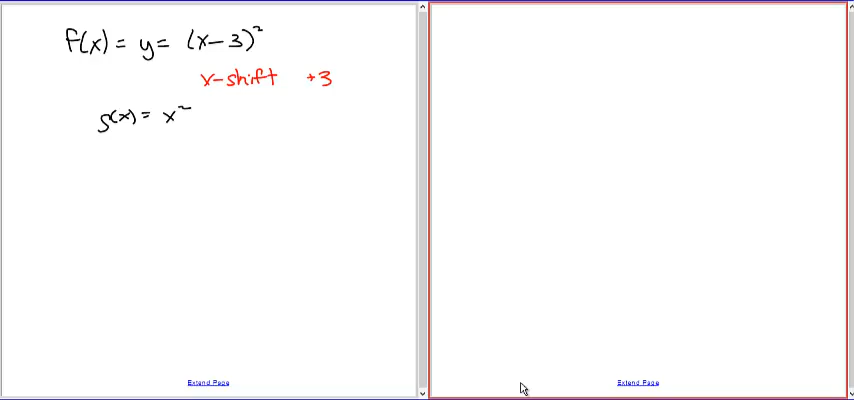 f(x) = y = (x-3)²
x-shift +3
g(x) = x²
Extend Page
Extend Page